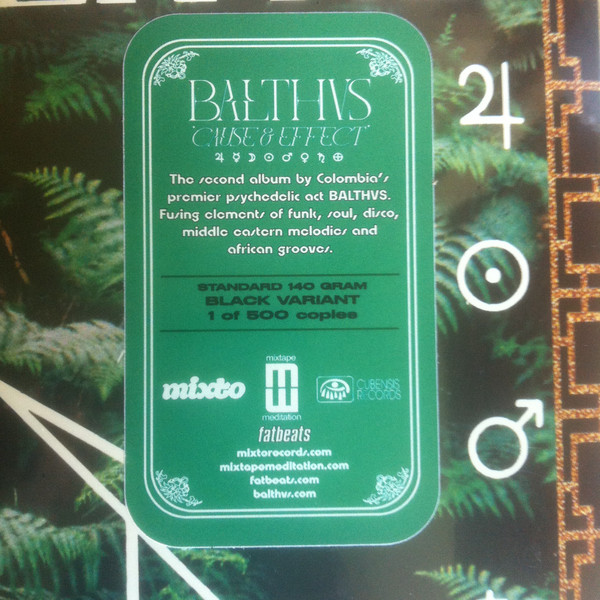 BALTHVS
'CAUSE & EFFECT'
♃☿☽☉♂♀♄⊕
The second album by Colombia's
premier psychedelic act BALTHVS.
Fusing elements of funk, soul, disco,
middle eastern melodies and
african grooves.
STANDARD 140 GRAM
BLACK VARIANT
1 of 500 copies
mixto
mixtape
M
meditation
CUBENSIS
RECORDS
fatbeats
mixtorecords.com
mixtapemeditation.com
fatbeats.com
balthvs.com
♃
☉
♂